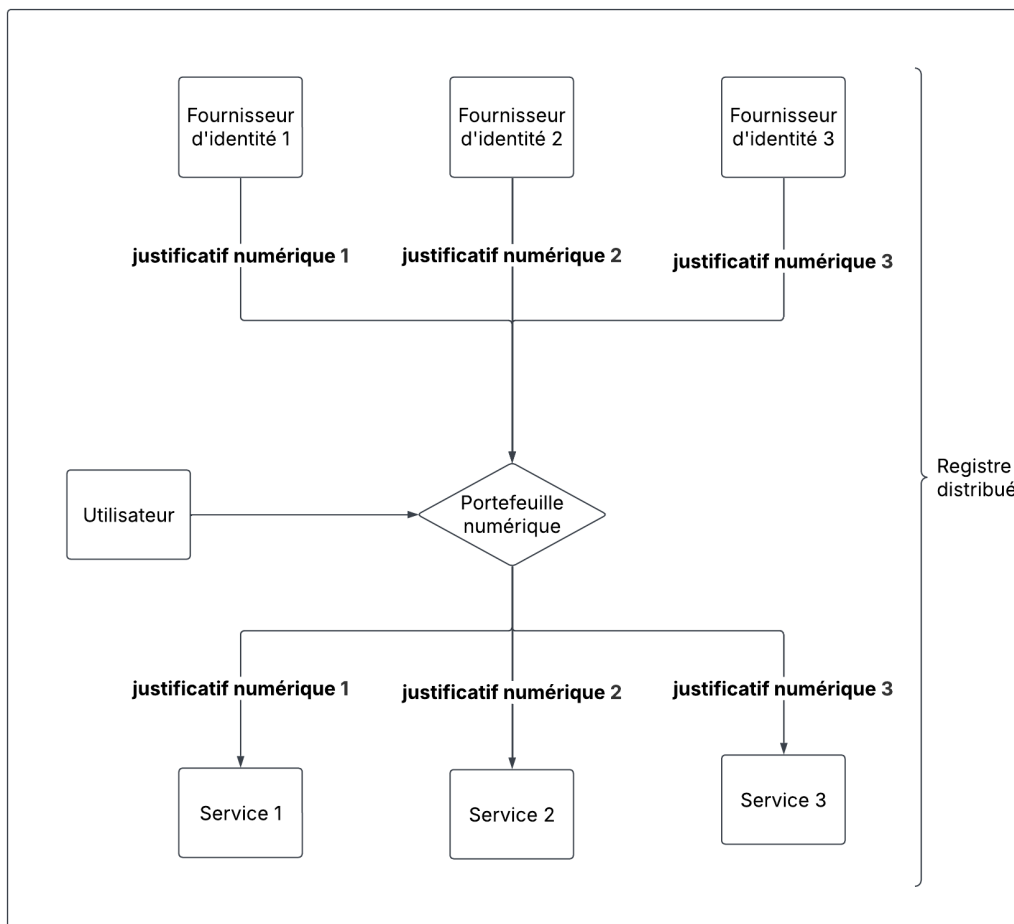 Fournisseur
d'identité 1
Fournisseur
d'identité 2
Fournisseur
d'identité 3
justificatif numérique 1
justificatif numérique 2
justificatif numérique 3
Registre
distribué
Utilisateur
Portefeuille
numérique
justificatif numérique 1
justificatif numérique 2
justificatif numérique 3
Service 1
Service 2
Service 3